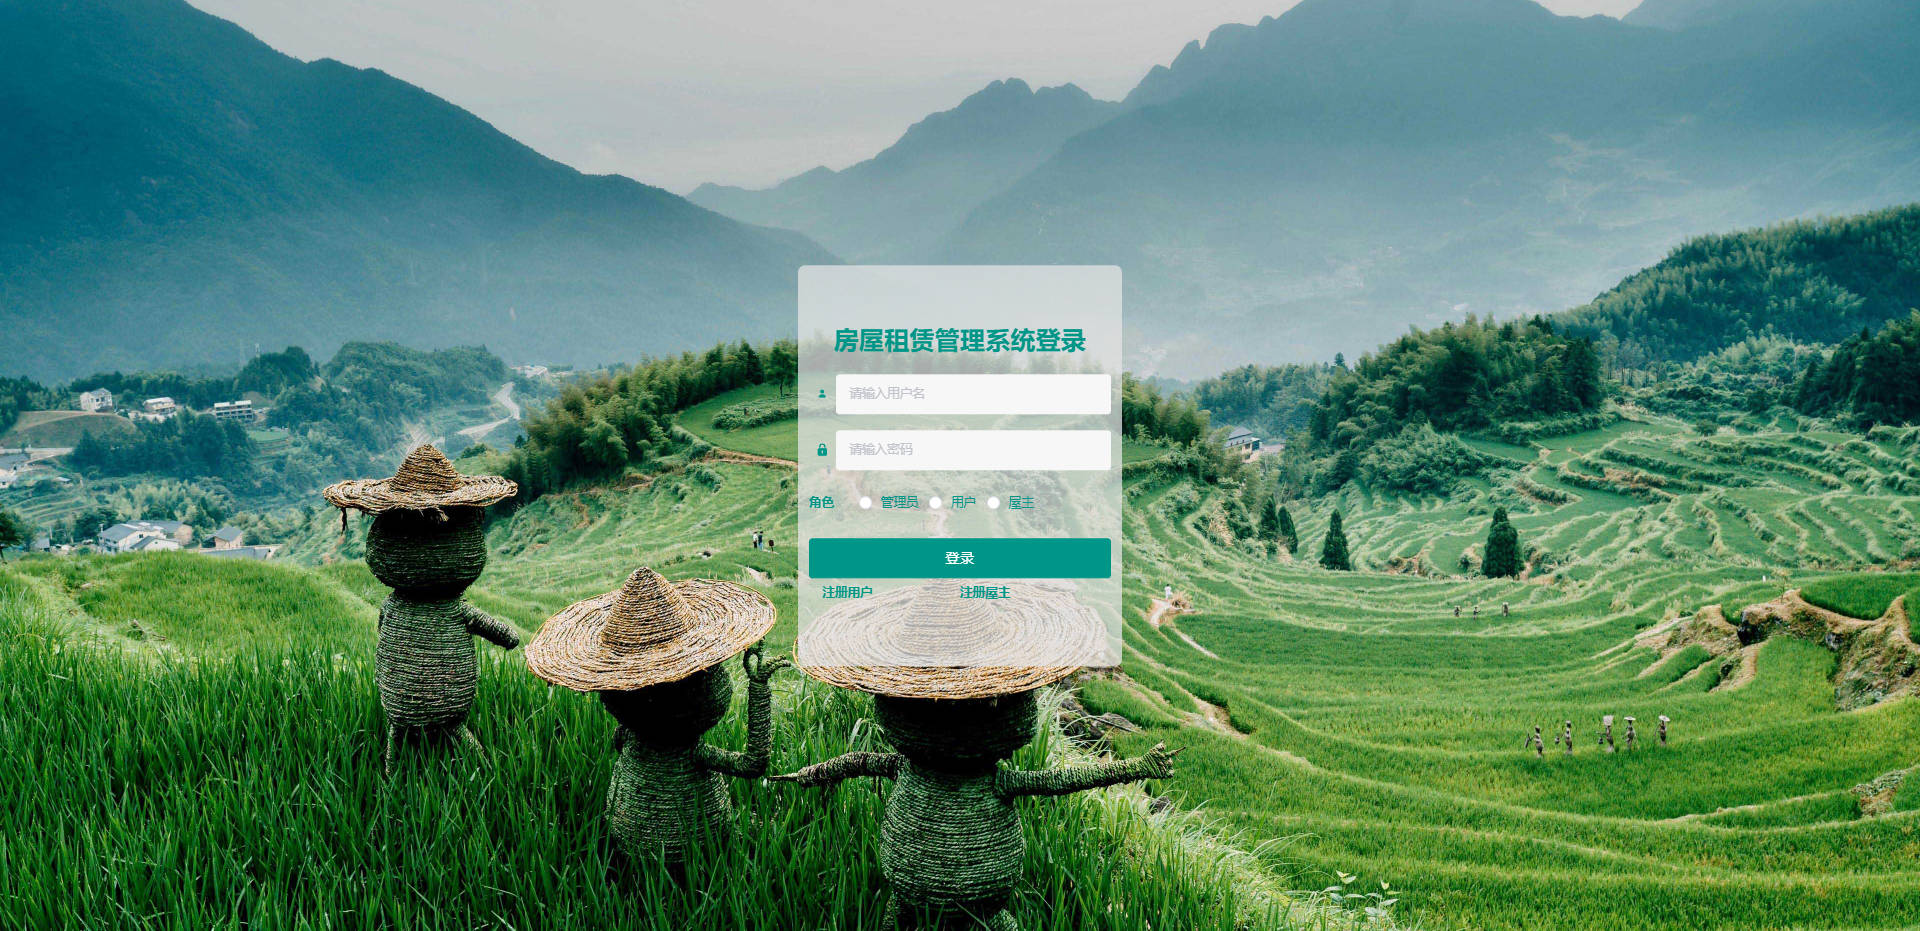 房屋租赁管理系统登录
请输入用户名
请输入密码
角色 管理员 用户 屋主
登录
注册用户 注册屋主